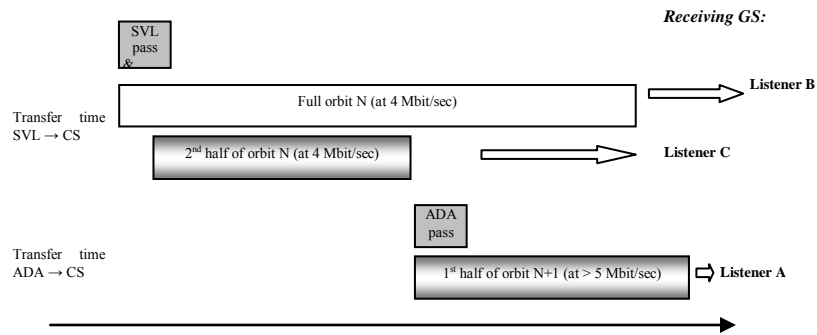 Receiving GS:
SVL
pass
&
Full orbit N (at 4 Mbit/sec)
Listener B
Transfer time
SVL → CS
2nd half of orbit N (at 4 Mbit/sec)
Listener C
ADA
pass
Transfer time
ADA → CS
1st half of orbit N+1 (at > 5 Mbit/sec)
Listener A